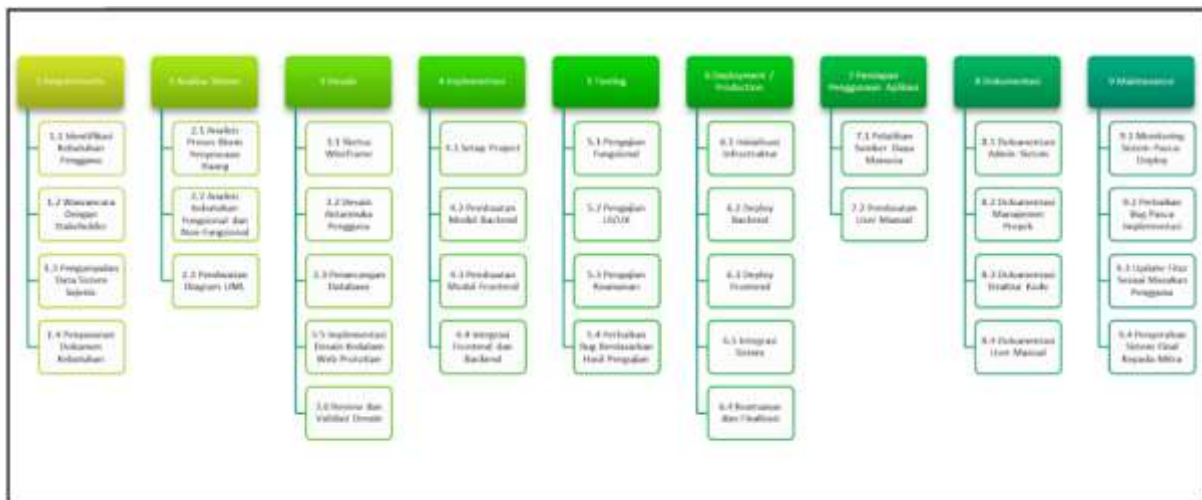 1 Requirements
1.1 Identifikasi
Kebutuhan
Pengguna
1.2 Wawancara
Dengan
Stakeholder
1.3 Pengumpulan
Data Sistem
Sejenis
1.4 Penyusunan
Dokumen
Kebutuhan
2 Analisa Sistem
2.1 Analisis
Proses Bisnis
Penyewaan
Ruang
2.2 Analisis
Kebutuhan
Fungsional dan
Non-Fungsional
2.3 Pembuatan
Diagram UML
3 Desain
3.1 Sketsa
Wireframe
3.2 Desain
Antarmuka
Pengguna
3.3 Perancangan
Database
3.5 Implementasi
Desain Kedalam
Web Prototipe
3.6 Review dan
Validasi Desain
4 Implementasi
4.1 Setup Project
4.2 Pembuatan
Modul Backend
4.3 Pembuatan
Modul Frontend
4.4 Integrasi
Frontend dan
Backend
5 Testing
5.1 Pengujian
Fungsional
5.2 Pengujian
UI/UX
5.3 Pengujian
Keamanan
5.4 Perbaikan
Bug Berdasarkan
Hasil Pengujian
6 Deployment /
Production
6.1 Inisialisasi
Infrastruktur
6.2 Deploy
Backend
6.3 Deploy
Frontend
6.5 Integrasi
Sistem
6.4 Keamanan
dan Finalisasi
7 Persiapan
Penggunaan Aplikasi
7.1 Pelatihan
Sumber Daya
Manusia
7.2 Pembuatan
User Manual
8 Dokumentasi
8.1 Dokumentasi
Admin Sistem
8.2 Dokumentasi
Manajemen
Proyek
8.3 Dokumentasi
Struktur Kode
8.4 Dokumentasi
User Manual
9 Maintenance
9.1 Monitoring
Sistem Pasca
Deploy
9.2 Perbaikan
Bug Pasca
Implementasi
9.3 Update Fitur
Sesuai Masukan
Pengguna
9.4 Penyerahan
Sistem Final
Kepada Mitra